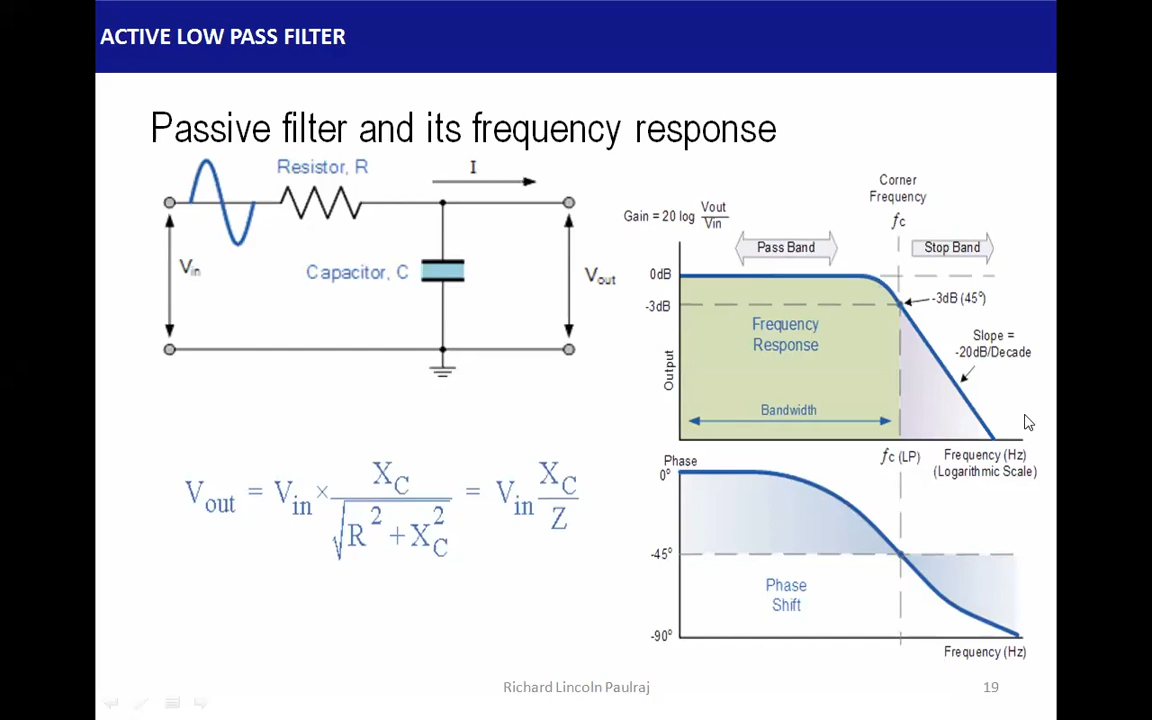 ACTIVE LOW PASS FILTER
Passive filter and its frequency response
Resistor, R
I
Vin
Capacitor, C
Vout
Vout = Vin × XC / √R² + XC² = Vin XC / Z
Corner
Frequency
fc
Gain = 20 log Vout / Vin
Pass Band
Stop Band
0dB
-3dB
-3dB (45°)
Frequency
Response
Slope =
-20dB/Decade
Output
Bandwidth
fc (LP)
Frequency (Hz)
(Logarithmic Scale)
Phase
0°
-45°
Phase
Shift
-90°
Frequency (Hz)
Richard Lincoln Paulraj
19